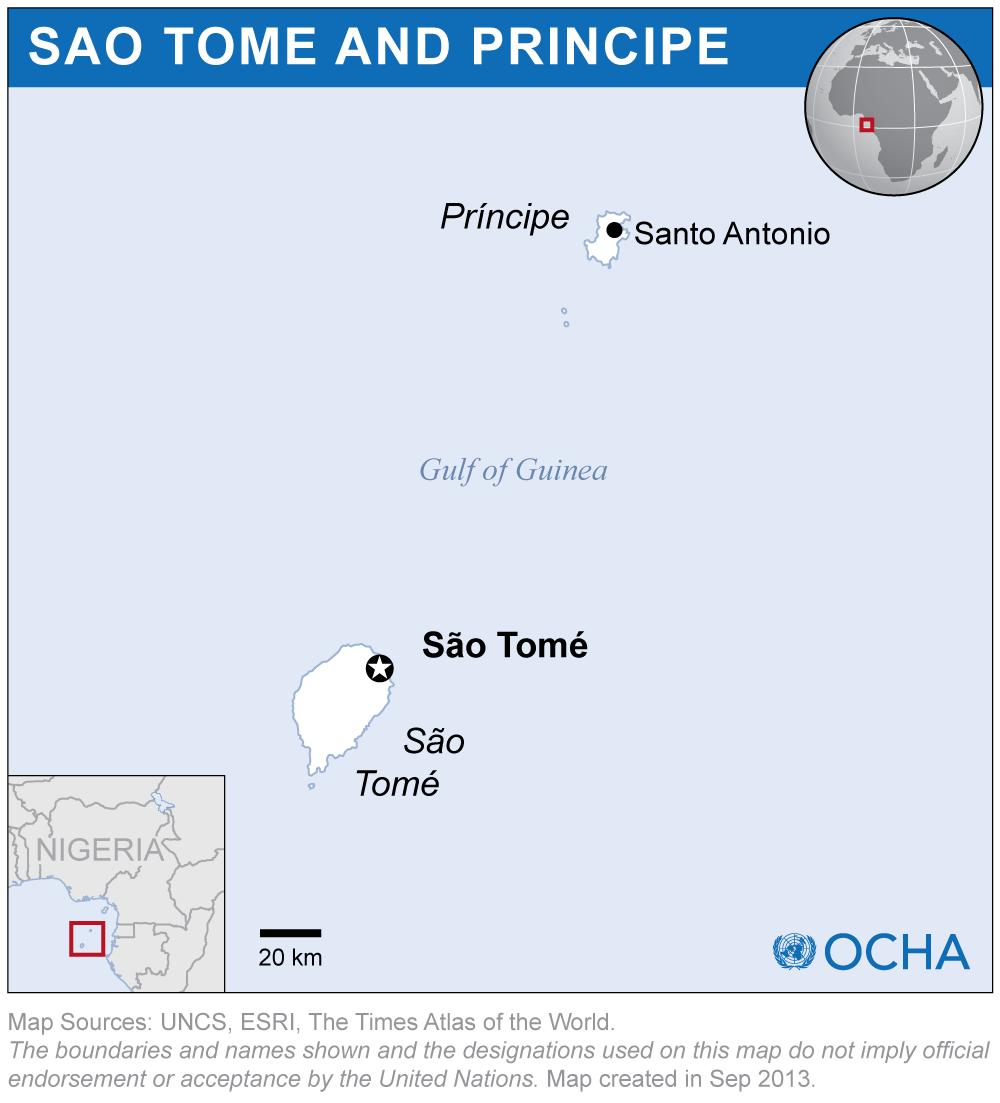 SAO TOME AND PRINCIPE
Príncipe
Santo Antonio
Gulf of Guinea
São Tomé
São
Tomé
NIGERIA
20 km
OCHA
Map Sources: UNCS, ESRI, The Times Atlas of the World.
The boundaries and names shown and the designations used on this map do not imply official
endorsement or acceptance by the United Nations. Map created in Sep 2013.